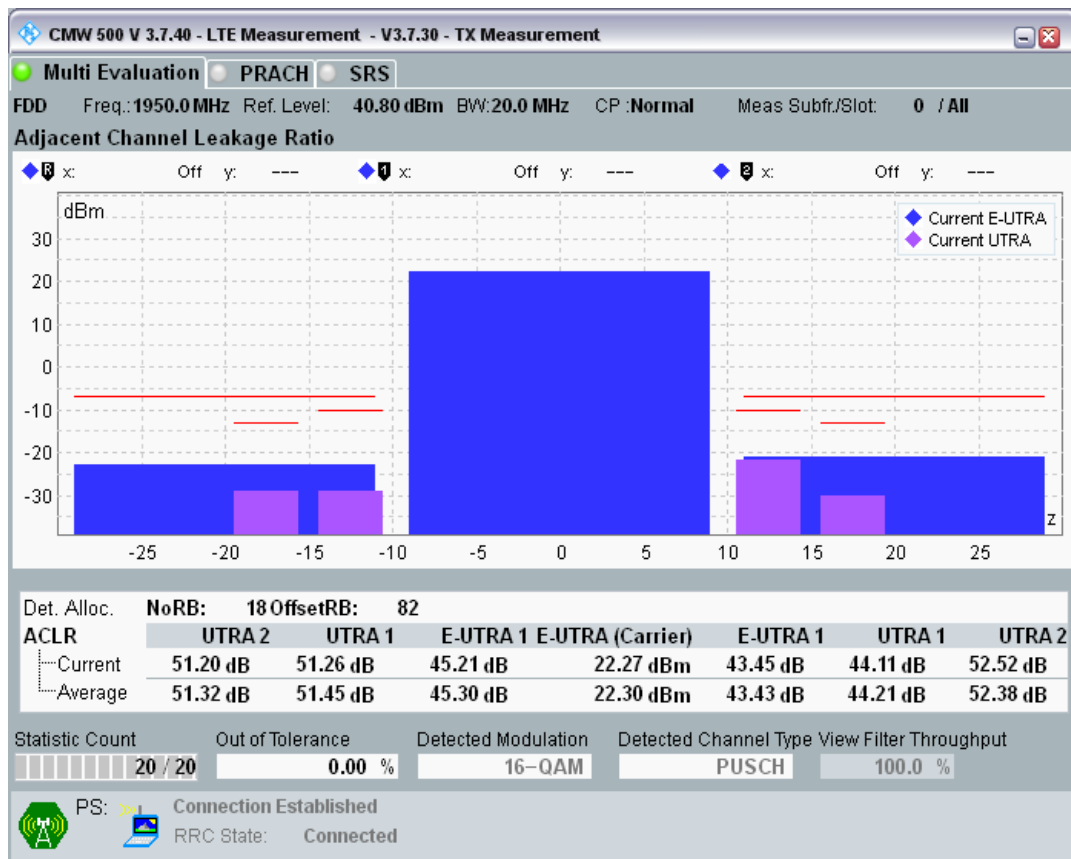 CMW 500 V 3.7.40 - LTE Measurement - V3.7.30 - TX Measurement
Multi Evaluation PRACH SRS
FDD Freq.:1950.0 MHz Ref. Level: 40.80 dBm BW:20.0 MHz CP :Normal Meas Subfr./Slot: 0 / All
Adjacent Channel Leakage Ratio
R x: Off y: --- 1 x: Off y: --- 2 x: Off y: ---
dBm
Current E-UTRA
Current UTRA
30
20
10
0
-10
-20
-30
z
-25 -20 -15 -10 -5 0 5 10 15 20 25
Det. Alloc. NoRB: 18 OffsetRB: 82
ACLR UTRA 2 UTRA 1 E-UTRA 1 E-UTRA (Carrier) E-UTRA 1 UTRA 1 UTRA 2
Current 51.20 dB 51.26 dB 45.21 dB 22.27 dBm 43.45 dB 44.11 dB 52.52 dB
Average 51.32 dB 51.45 dB 45.30 dB 22.30 dBm 43.43 dB 44.21 dB 52.38 dB
Statistic Count Out of Tolerance Detected Modulation Detected Channel Type View Filter Throughput
20 / 20 0.00 % 16-QAM PUSCH 100.0 %
PS: Connection Established
RRC State: Connected